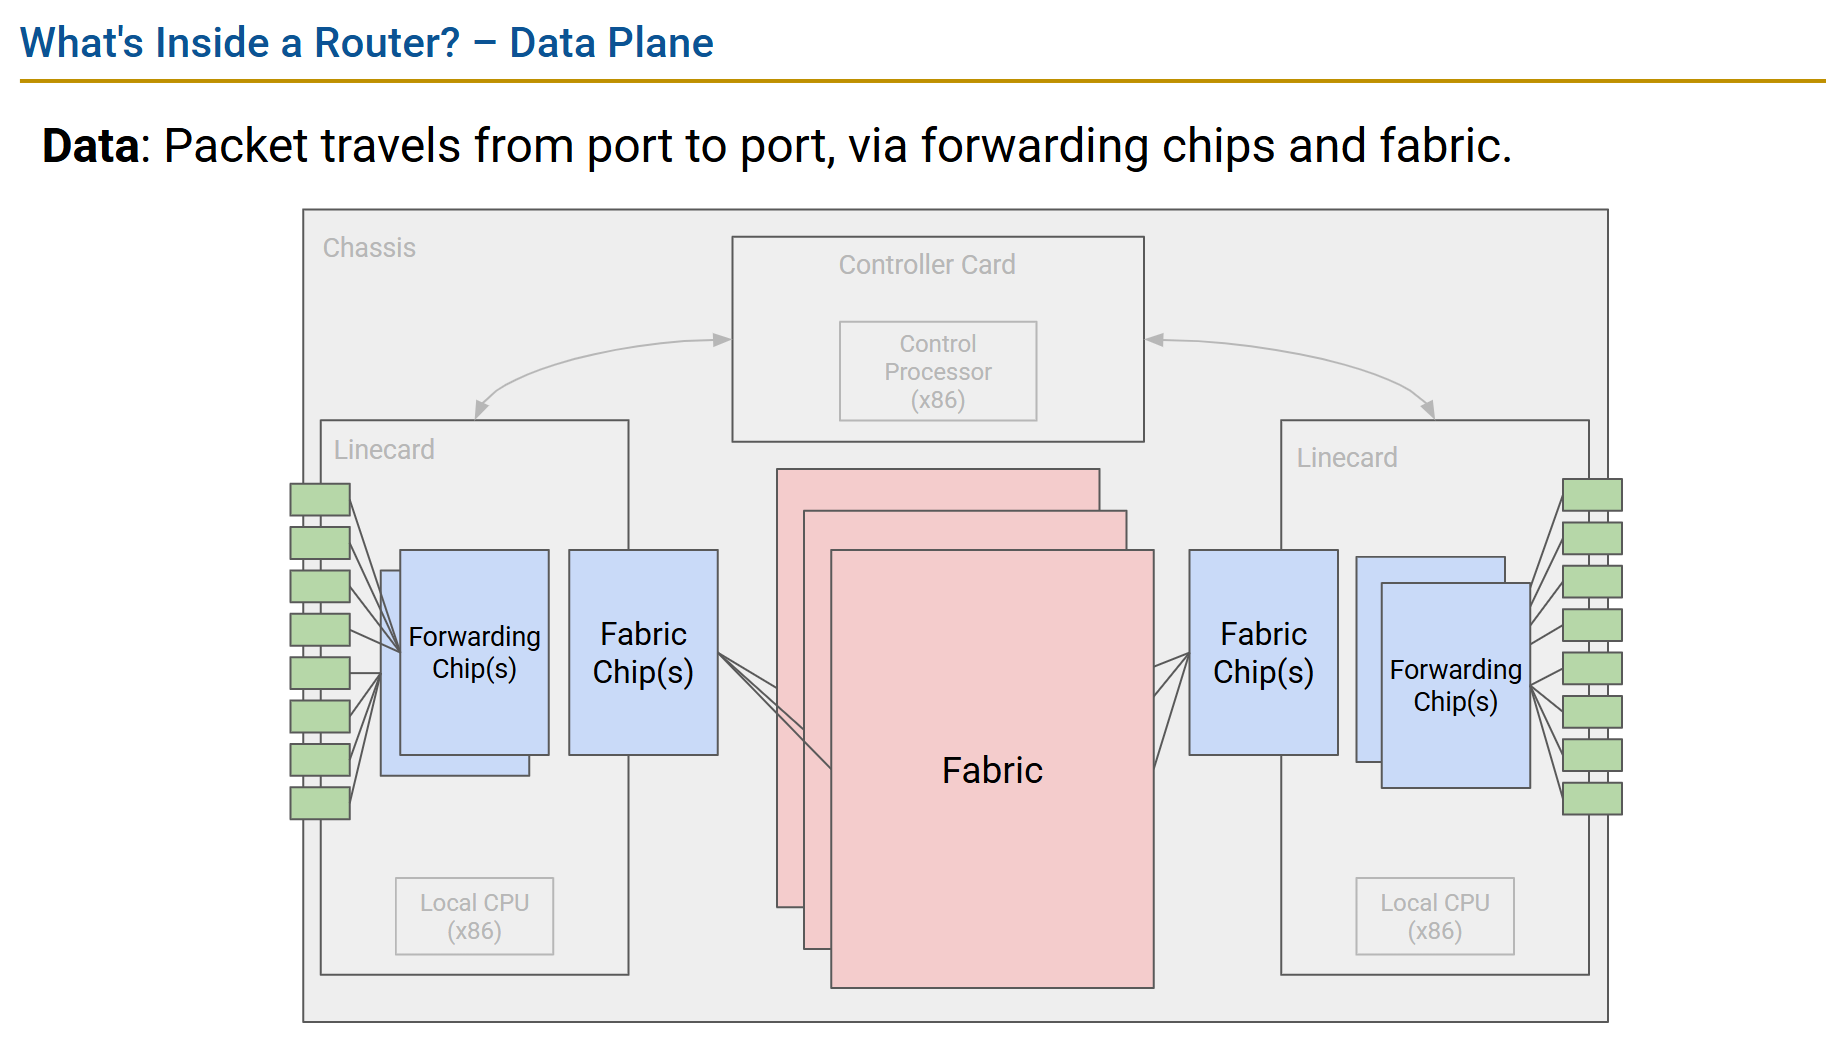 What's Inside a Router? – Data Plane
Data: Packet travels from port to port, via forwarding chips and fabric.
Chassis
Controller Card
Control
Processor
(x86)
Linecard
Forwarding
Chip(s)
Fabric
Chip(s)
Local CPU
(x86)
Fabric
Linecard
Fabric
Chip(s)
Forwarding
Chip(s)
Local CPU
(x86)